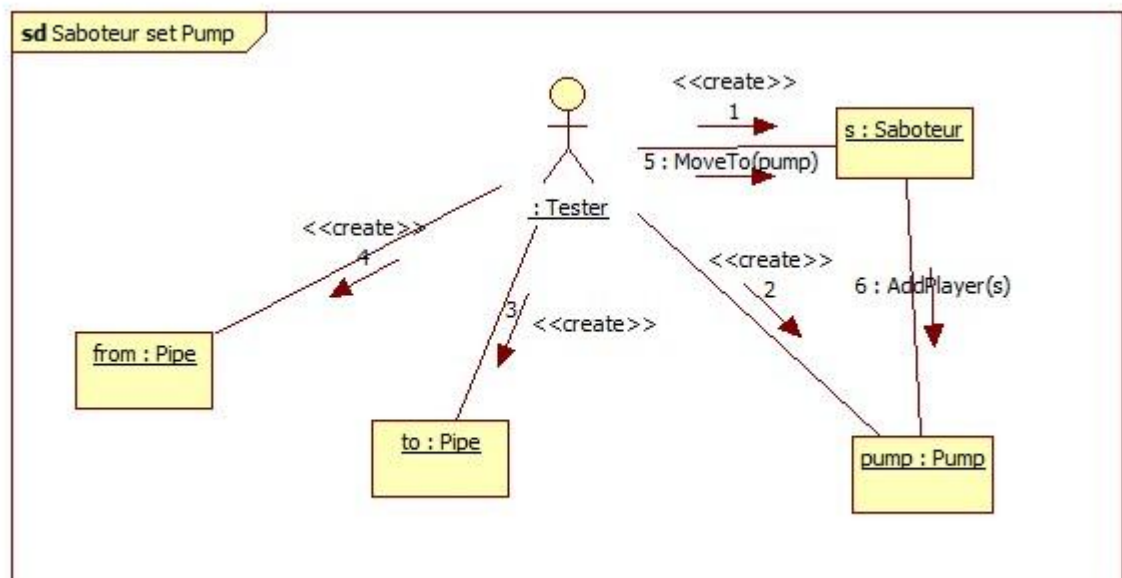 sd Saboteur set Pump
<<create>>
1
s : Saboteur
5 : MoveTo(pump)
: Tester
<<create>>
4
<<create>>
2
6 : AddPlayer(s)
3
<<create>>
from : Pipe
to : Pipe
pump : Pump